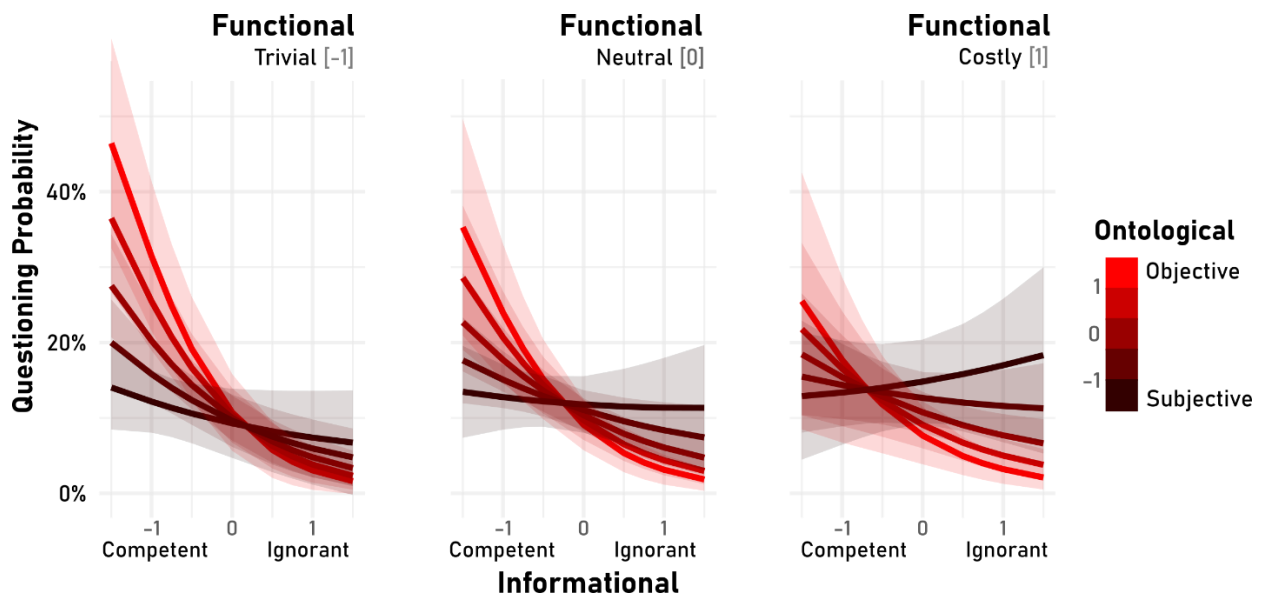 Functional
Trivial [-1]
Functional
Neutral [0]
Functional
Costly [1]
Questioning Probability
40%
20%
0%
-1
0
1
Competent
Ignorant
-1
0
1
Competent
Ignorant
-1
0
1
Competent
Ignorant
Informational
Ontological
1
Objective
0
-1
Subjective